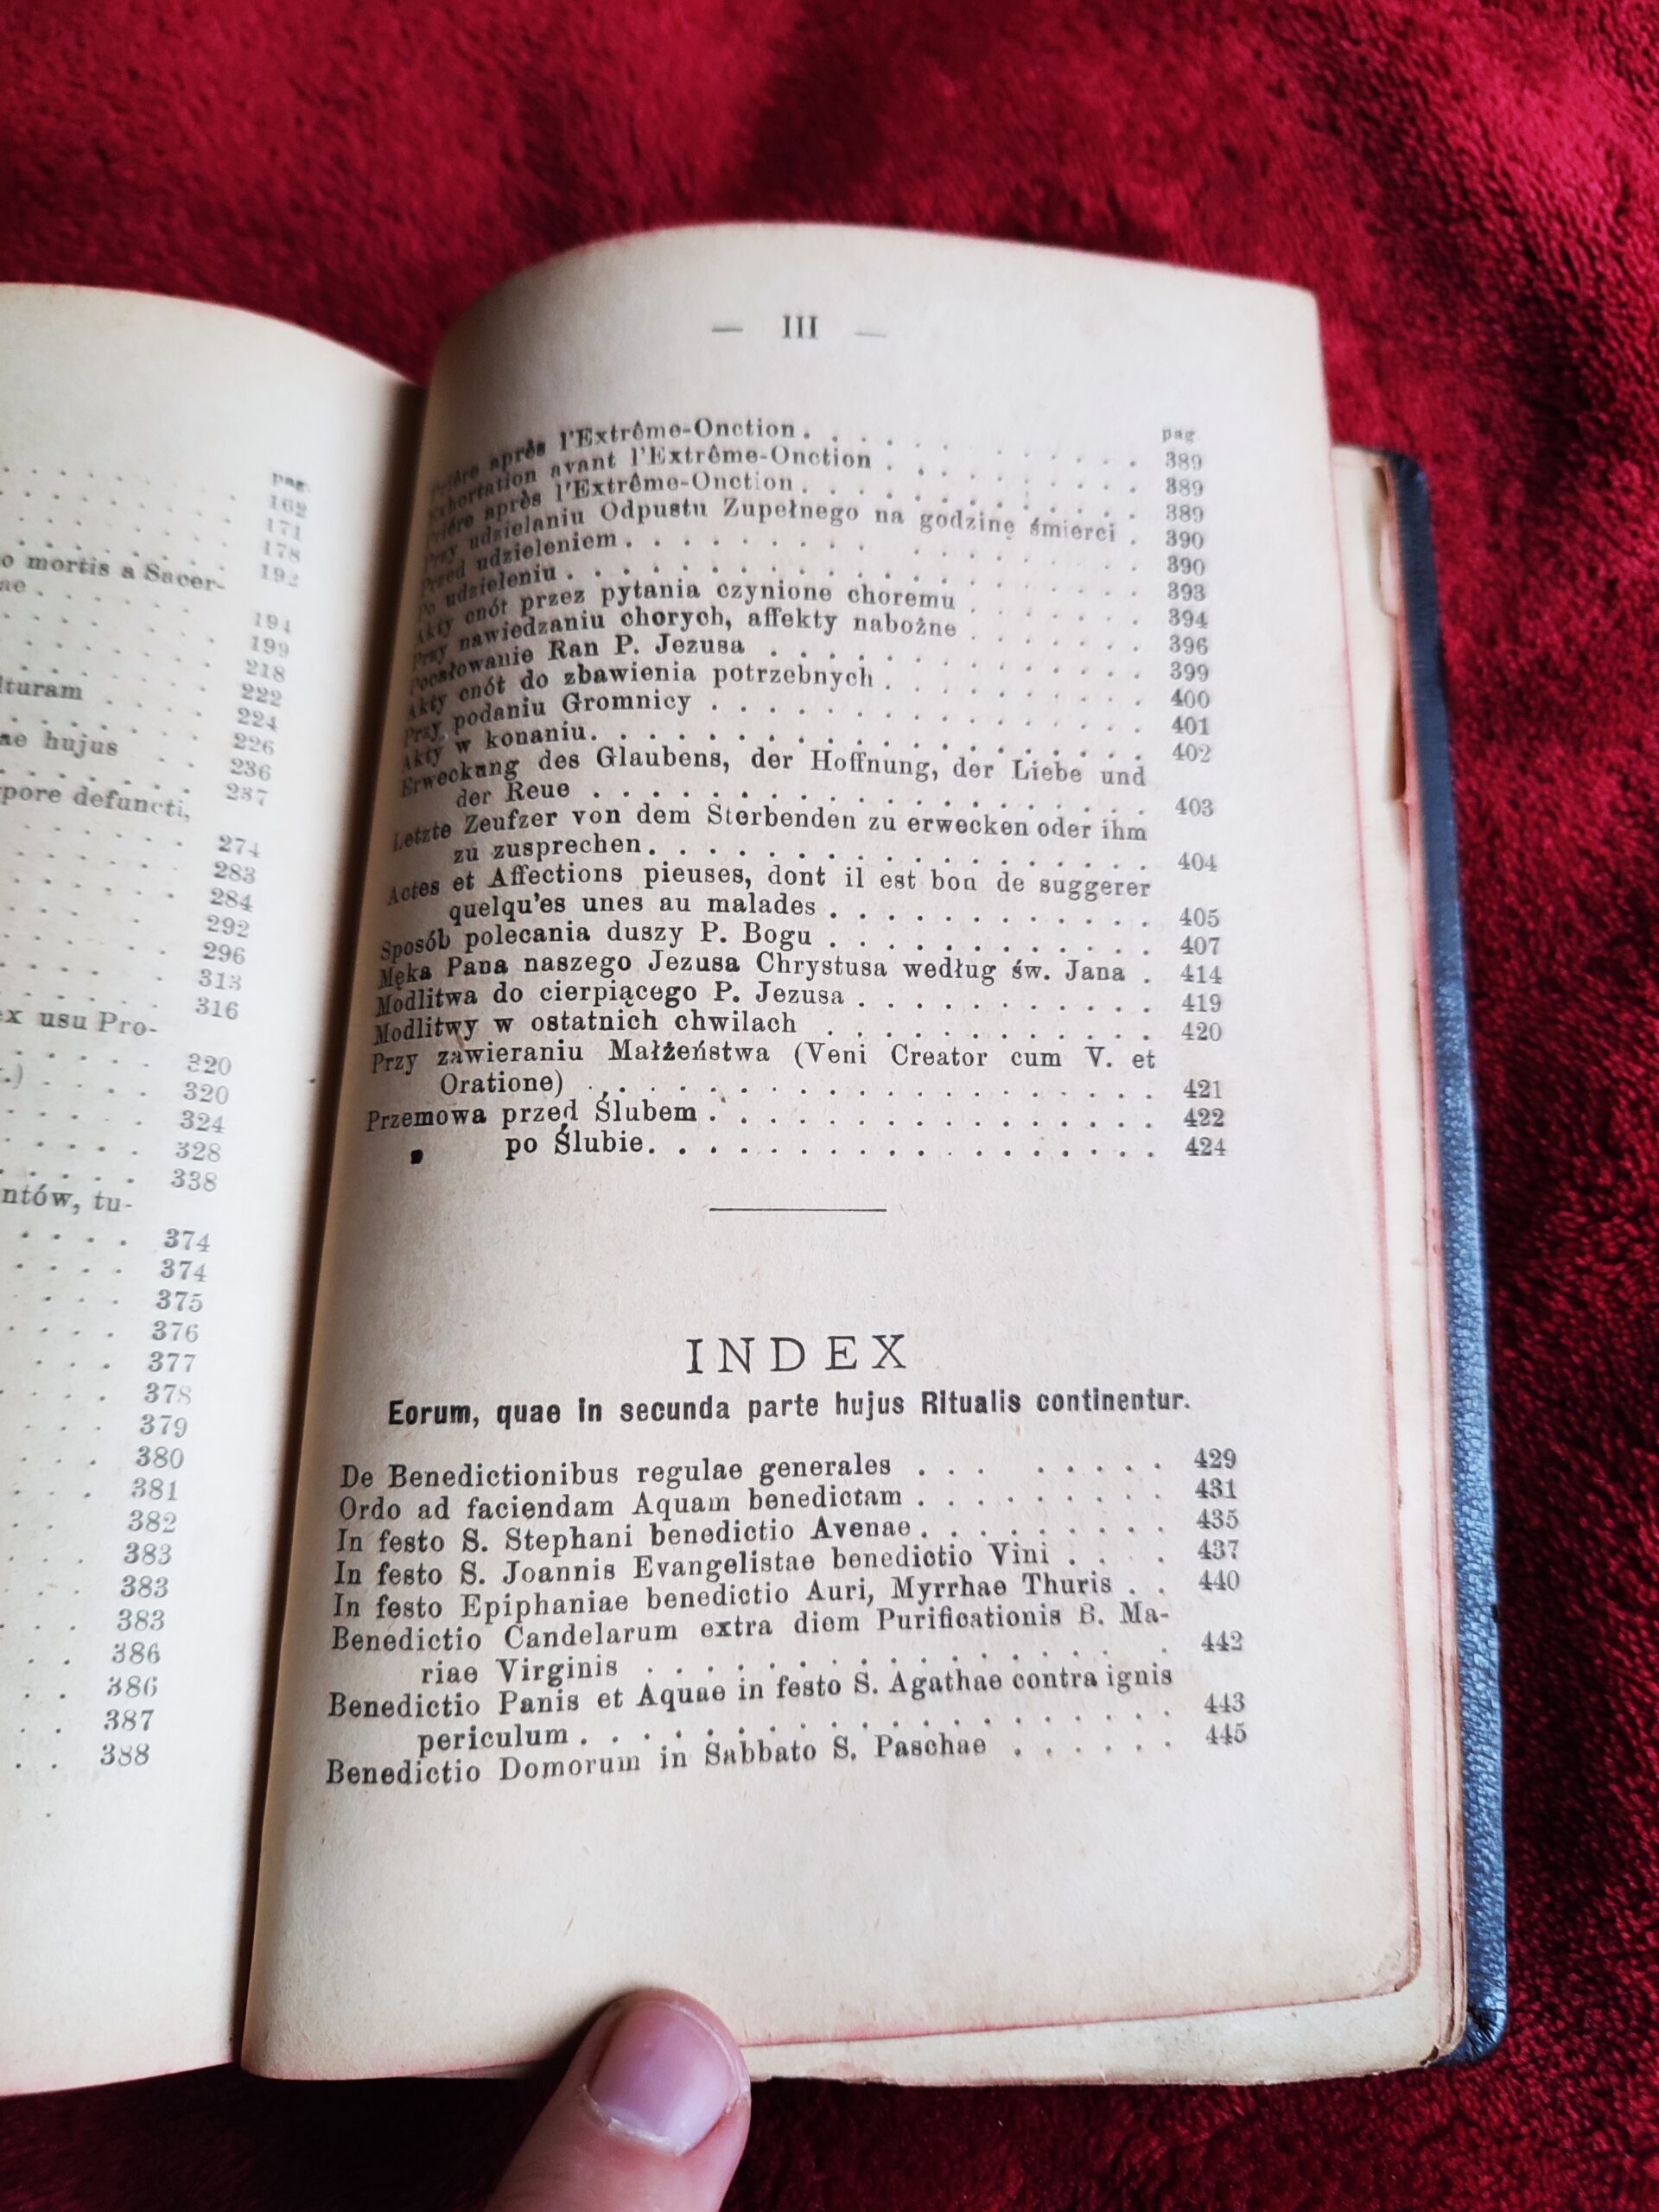 pag.
162
171
178
192
o mortis a Sacer-
ae . . . . . . 194
199
218
222
lturam . . . . 224
226
ae hujus . . 236
237
pore defuncti,
274
283
284
292
296
313
316
ex usu Pro-
320
.) . . . . 320
324
328
338
ntów, tu-
374
374
375
376
377
378
379
380
381
382
383
383
383
386
386
387
388
— III —
pag
après l'Extrême-Onction . . . . . . . . . 389
avant l'Extrême-Onction . . . . . . . . 389
après l'Extrême-Onction . . . . . . . . . 389
Przy udzielaniu Odpustu Zupełnego na godzinę śmierci . 390
Przed udzieleniem . . . . . . . . . . . . 390
Po udzieleniu . . . . . . . . . . . . . . 393
Akty cnót przez pytania czynione choremu . . . . . 394
Przy nawiedzaniu chorych, affekty nabożne . . . . . 396
Pocałowanie Ran P. Jezusa . . . . . . . . . 399
Akty cnót do zbawienia potrzebnych . . . . . . . 400
Przy podaniu Gromnicy . . . . . . . . . . . 401
Akty w konaniu. . . . . . . . . . . . . . 402
Erweckung des Glaubens, der Hoffnung, der Liebe und
der Reue . . . . . . . . . . . . . . 403
Letzte Zeufzer von dem Sterbenden zu erwecken oder ihm
zu zusprechen. . . . . . . . . . . . . 404
Actes et Affections pieuses, dont il est bon de suggerer
quelqu'es unes au malades . . . . . . . . . 405
Sposób polecania duszy P. Bogu . . . . . . . . . 407
Męka Pana naszego Jezusa Chrystusa według św. Jana . 414
Modlitwa do cierpiącego P. Jezusa . . . . . . . . 419
Modlitwy w ostatnich chwilach . . . . . . . . . 420
Przy zawieraniu Małżeństwa (Veni Creator cum V. et
Oratione) . . . . . . . . . . . . . . . 421
Przemowa przed Ślubem . . . . . . . . . . . . 422
po Ślubie. . . . . . . . . . . . . . 424
INDEX
Eorum, quae in secunda parte hujus Ritualis continentur.
De Benedictionibus regulae generales . . . . . . . . 429
Ordo ad faciendam Aquam benedictam . . . . . . . . 431
In festo S. Stephani benedictio Avenae . . . . . . . . 435
In festo S. Joannis Evangelistae benedictio Vini . . . 437
In festo Epiphaniae benedictio Auri, Myrrhae Thuris . . 440
Benedictio Candelarum extra diem Purificationis B. Ma-
riae Virginis . . . . . . . . . . . . . . 442
Benedictio Panis et Aquae in festo S. Agathae contra ignis
periculum . . . . . . . . . . . . . . . 443
Benedictio Domorum in Sabbato S. Paschae . . . . . . 445